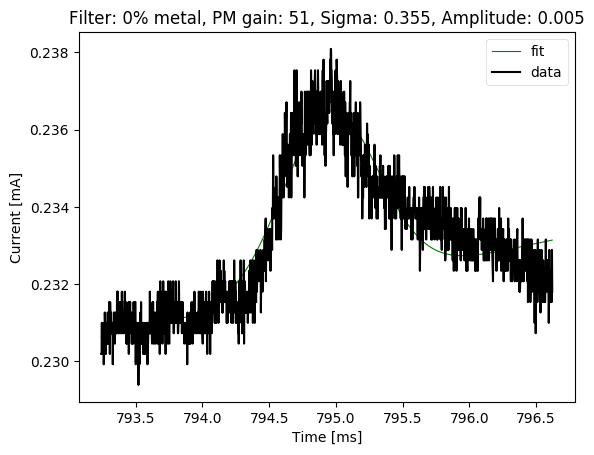 Filter: 0% metal, PM gain: 51, Sigma: 0.355, Amplitude: 0.005
fit
data
0.238
0.236
0.234
0.232
0.230
Current [mA]
793.5 794.0 794.5 795.0 795.5 796.0 796.5
Time [ms]